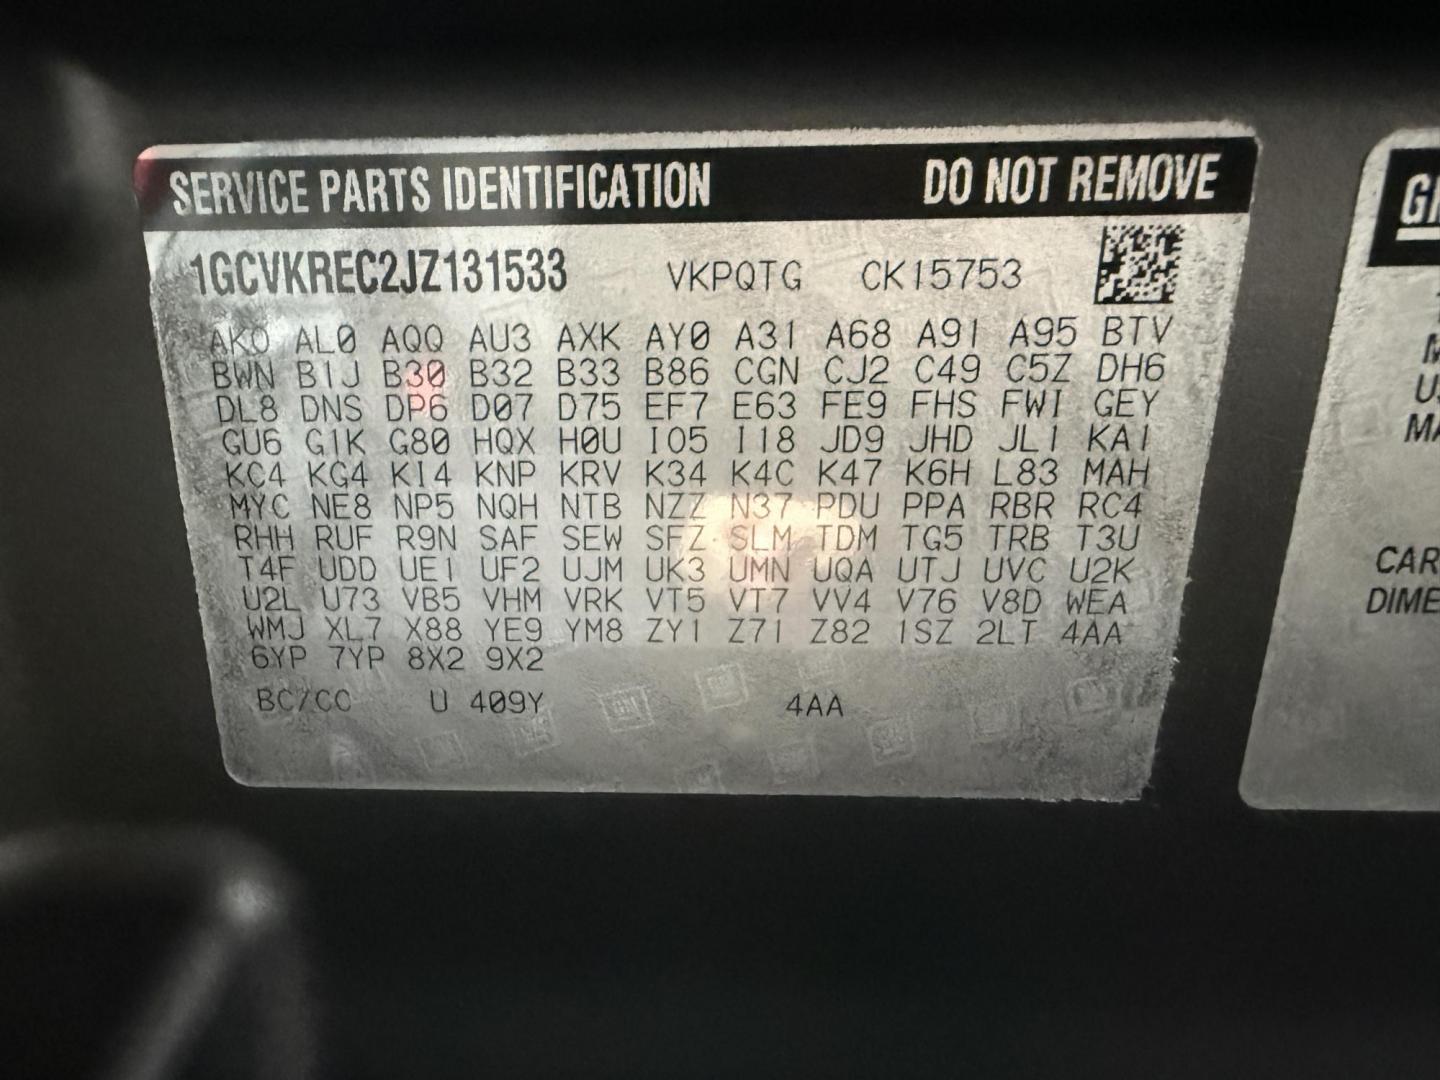 SERVICE PARTS IDENTIFICATION DO NOT REMOVE
1GCVKREC2JZ131533 VKPQTG CK15753
AKO AL0 AQQ AU3 AXK AY0 A31 A68 A91 A95 BTV
BWN B1J B30 B32 B33 B86 CGN CJ2 C49 C5Z DH6
DL8 DNS DP6 D07 D75 EF7 E63 FE9 FHS FWI GEY
GU6 G1K G80 HQX H0U I05 I18 JD9 JHD JL1 KA1
KC4 KG4 KI4 KNP KRV K34 K4C K47 K6H L83 MAH
MYC NE8 NP5 NQH NTB NZZ N37 PDU PPA RBR RC4
RHH RUF R9N SAF SEW SFZ SLM TDM TG5 TRB T3U
T4F UDD UE1 UF2 UJM UK3 UMN UQA UTJ UVC U2K
U2L U73 VB5 VHM VRK VT5 VT7 VV4 V76 V8D WEA
WMJ XL7 X88 YE9 YM8 ZY1 Z71 Z82 1SZ 2LT 4AA
6YP 7YP 8X2 9X2
BC/CC U 409Y 4AA
CAR
DIME